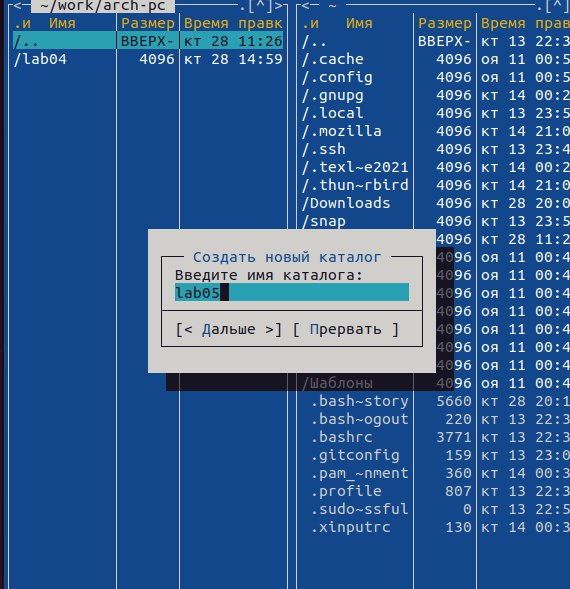 <─ ~/work/arch-pc ─.[^]>
.и Имя Размер Время правк
/.. ВВЕРХ- кт 28 11:26
/lab04 4096 кт 28 14:59
<─ ~ ─.[^]
.и Имя Размер Время прав
/.. ВВЕРХ- кт 13 22:3
/.cache 4096 оя 11 00:5
/.config 4096 оя 11 00:5
/.gnupg 4096 кт 14 00:2
/.local 4096 кт 13 23:5
/.mozilla 4096 кт 14 21:0
/.ssh 4096 кт 13 23:4
/.texl~e2021 4096 кт 14 00:2
/.thun~rbird 4096 кт 14 21:0
/Downloads 4096 кт 28 20:0
/snap 4096 кт 13 23:5
4096 кт 28 11:2
4096 оя 11 00:4
4096 оя 11 00:4
4096 оя 11 00:4
4096 оя 11 00:4
4096 оя 11 00:4
4096 оя 11 00:4
4096 оя 11 00:4
/Шаблоны 4096 оя 11 00:4
.bash~story 5660 кт 28 20:1
.bash~ogout 220 кт 13 22:3
.bashrc 3771 кт 13 22:3
.gitconfig 159 кт 13 23:0
.pam_~nment 360 кт 14 00:3
.profile 807 кт 13 22:3
.sudo~ssful 0 кт 13 22:5
.xinputrc 130 кт 14 00:3
Создать новый каталог
Введите имя каталога:
lab05
[< Дальше >] [ Прервать ]